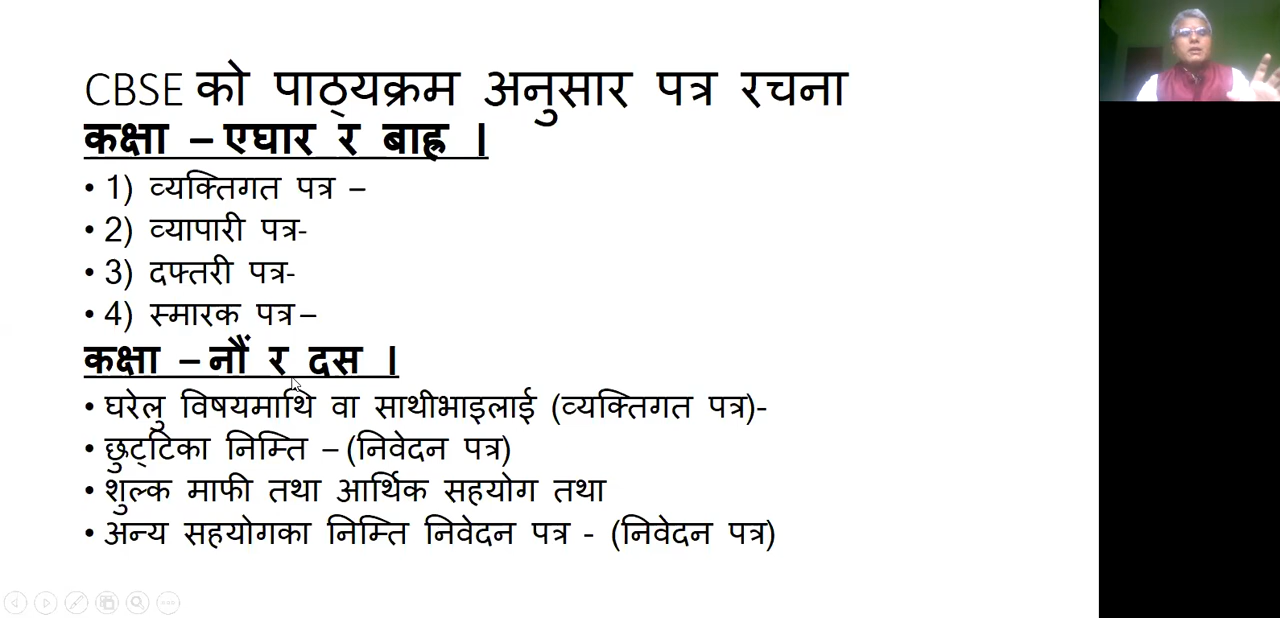 CBSE को पाठ्यक्रम अनुसार पत्र रचना
कक्षा – एघार र बाह्र ।
• 1) व्यक्तिगत पत्र –
• 2) व्यापारी पत्र-
• 3) दफ्तरी पत्र-
• 4) स्मारक पत्र –
कक्षा – नौं र दस ।
• घरेलु विषयमाथि वा साथीभाइलाई (व्यक्तिगत पत्र)-
• छुट्टिका निम्ति – (निवेदन पत्र)
• शुल्क माफी तथा आर्थिक सहयोग तथा
• अन्य सहयोगका निम्ति निवेदन पत्र - (निवेदन पत्र)